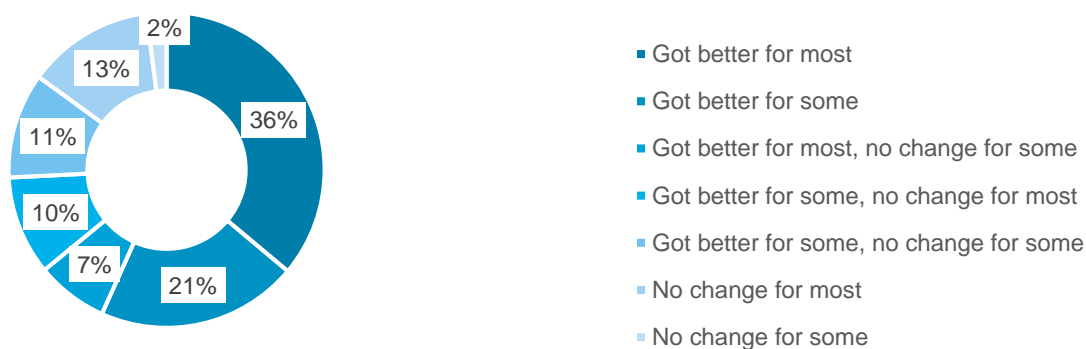 2%
13%
36%
11%
10%
7%
21%
Got better for most
Got better for some
Got better for most, no change for some
Got better for some, no change for most
Got better for some, no change for some
No change for most
No change for some